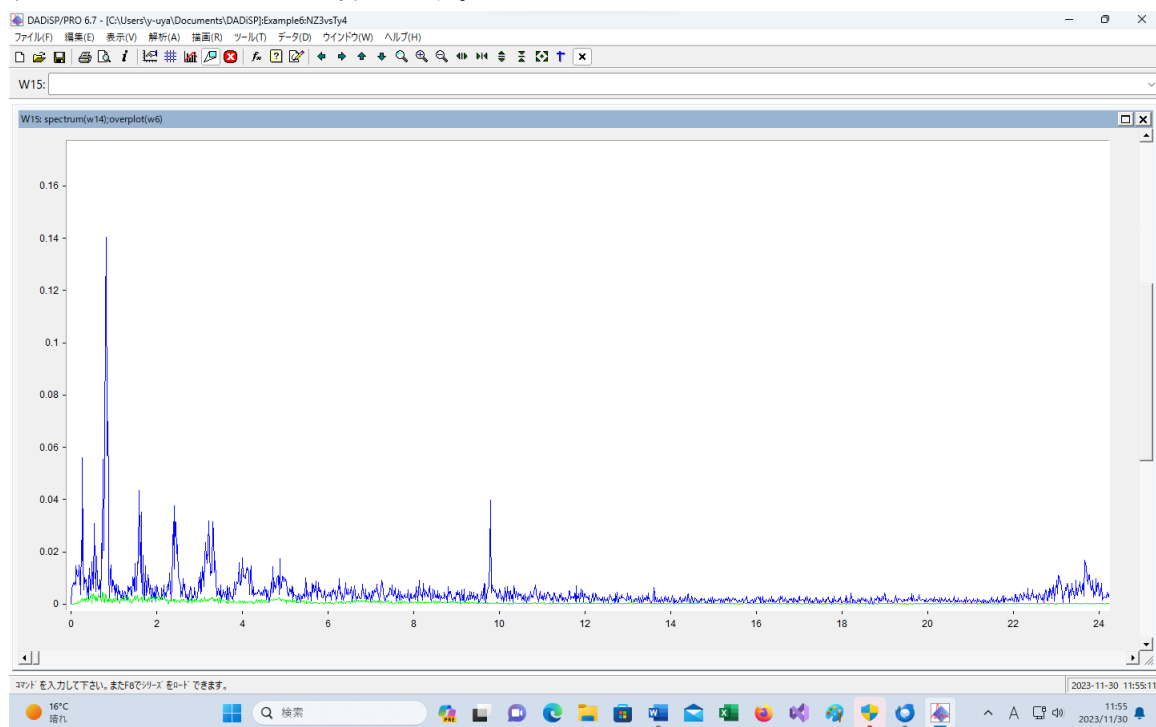 DADiSP/PRO 6.7 - [C:\Users\y-uya\Documents\DADiSP]:Example6:NZ3vsTy4
ファイル(F) 編集(E) 表示(V) 解析(A) 描画(R) ツール(T) データ(D) ウインドウ(W) ヘルプ(H)
W15:
W15: spectrum(w14);overplot(w6)
0.16
0.14
0.12
0.1
0.08
0.06
0.04
0.02
0
0 2 4 6 8 10 12 14 16 18 20 22 24
コマンドを入力して下さい。またF8でシリーズをロードできます。
2023-11-30 11:55:11
16°C
晴れ
検索
PRE
A
11:55
2023/11/30